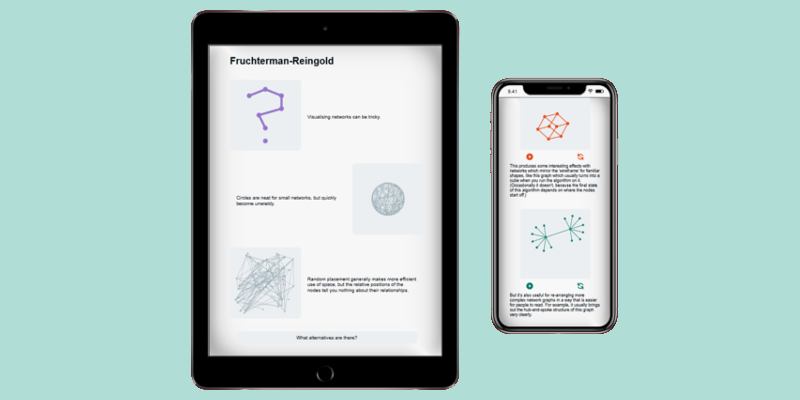 Fruchterman-Reingold
Visualising networks can be tricky.
Circles are neat for small networks, but quickly
become unwieldy.
Random placement generally makes more efficient
use of space, but the relative positions of the
nodes tell you nothing about their relationships.
What alternatives are there?
9:41
This produces some interesting effects with
networks which mirror the 'wireframe' for familiar
shapes, like this graph which usually turns into a
cube when you run the algorithm on it.
(Occasionally it doesn't, because the final state
of this algorithm depends on where the nodes
start off.)
But it's also useful for re-arranging more
complex network graphs in a way that is easier
for people to read. For example, it usually brings
out the hub-and-spoke structure of this graph
very clearly.